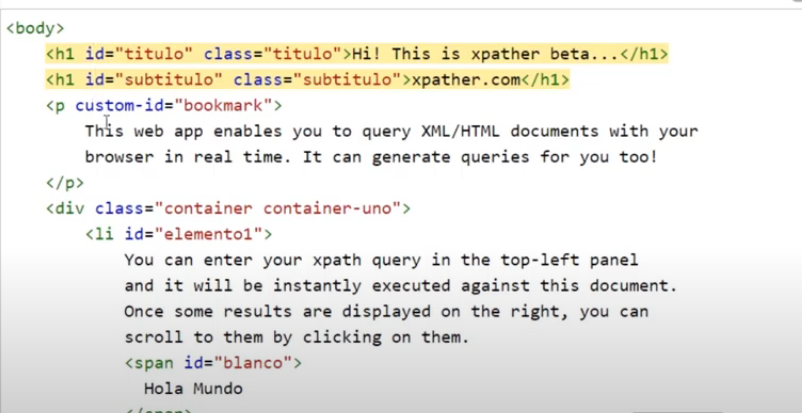 <body>
<h1 id="titulo" class="titulo">Hi! This is xpather beta...</h1>
<h1 id="subtitulo" class="subtitulo">xpather.com</h1>
<p custom-id="bookmark">
This web app enables you to query XML/HTML documents with your
browser in real time. It can generate queries for you too!
</p>
<div class="container container-uno">
<li id="elemento1">
You can enter your xpath query in the top-left panel
and it will be instantly executed against this document.
Once some results are displayed on the right, you can
scroll to them by clicking on them.
<span id="blanco">
Hola Mundo
</span>